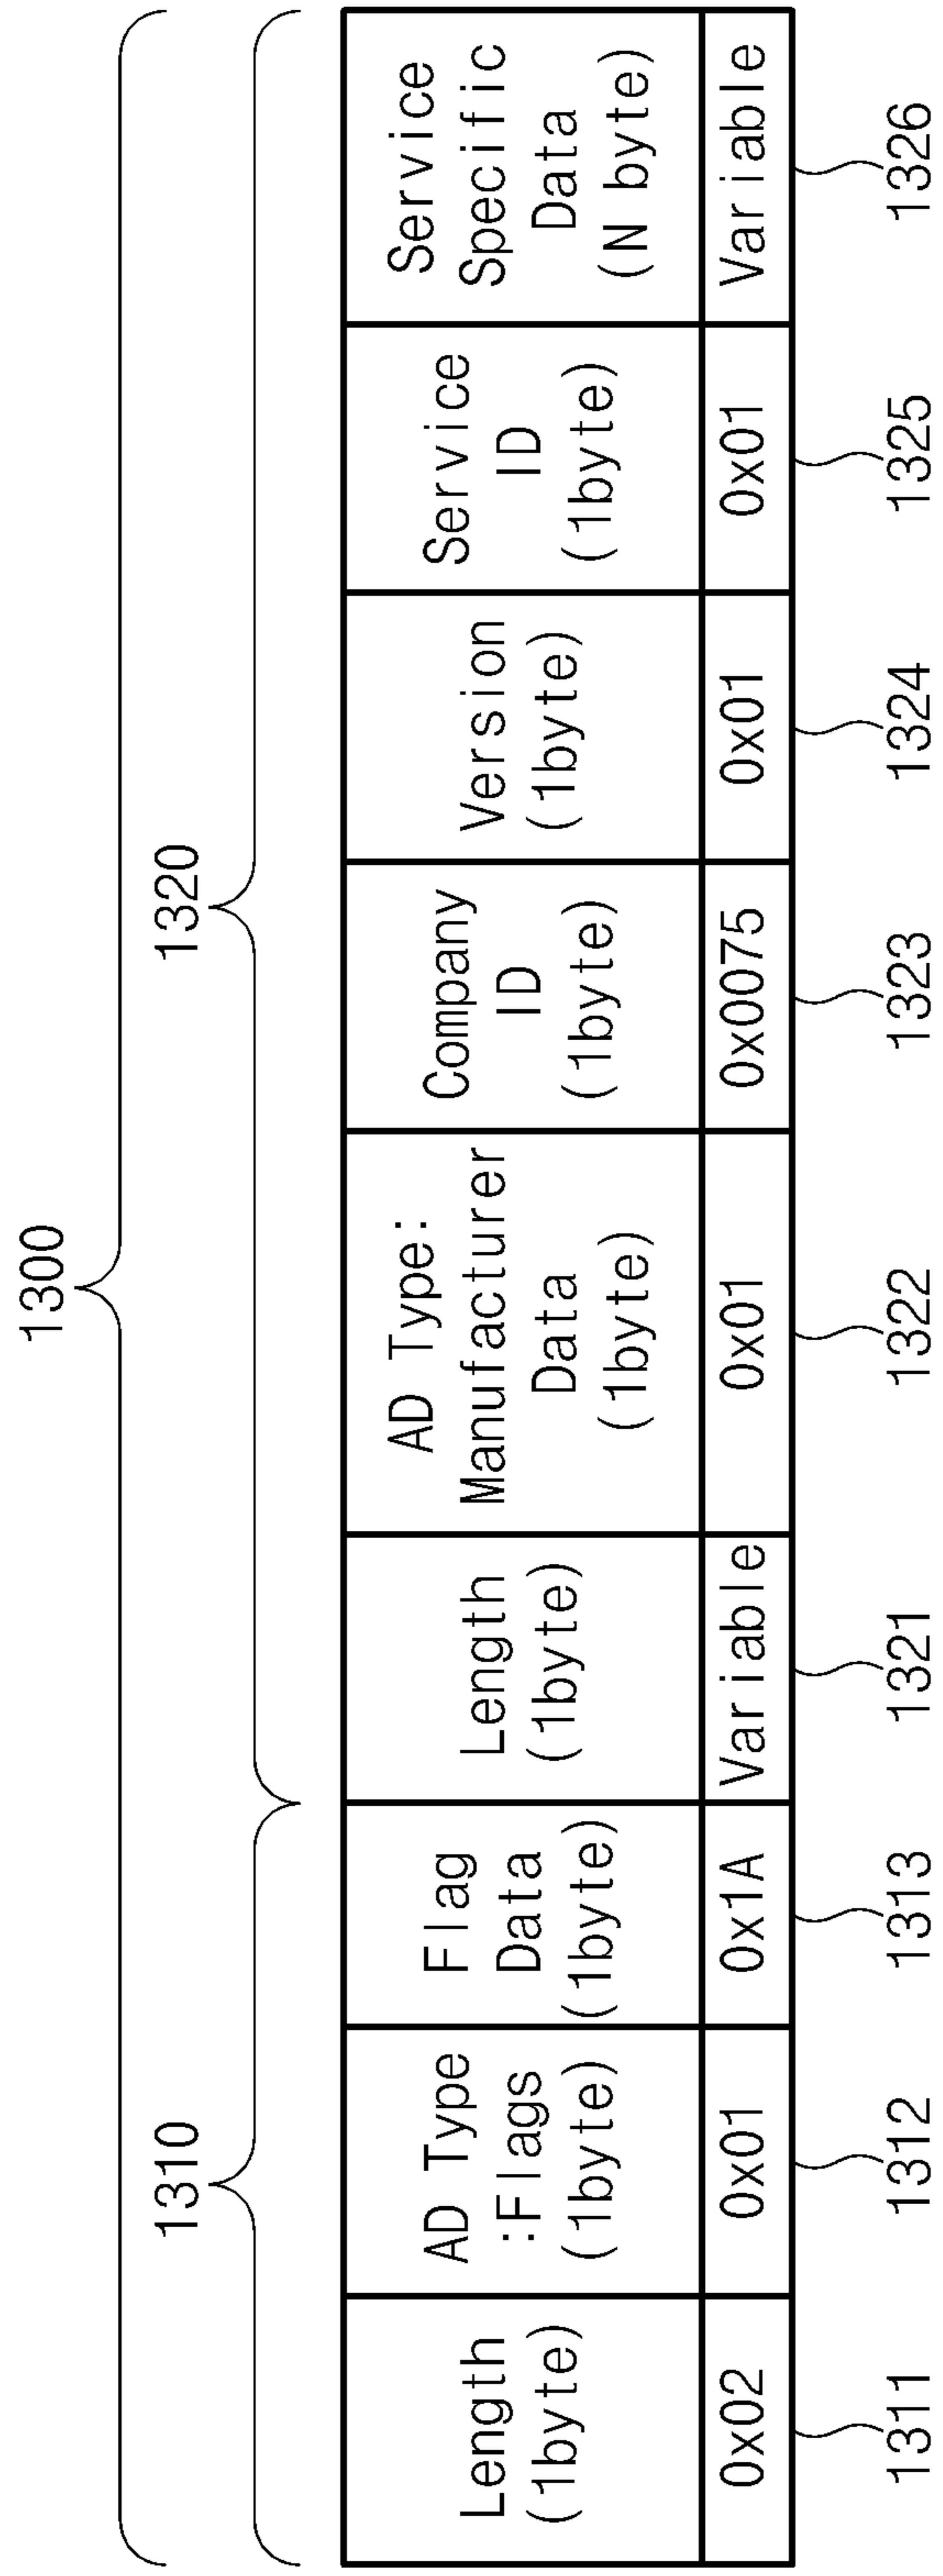 1300
1310
1320
Length
(1byte)
AD Type
:Flags
(1byte)
Flag
Data
(1byte)
Length
(1byte)
AD Type:
Manufacturer
Data
(1byte)
Company
ID
(1byte)
Version
(1byte)
Service
ID
(1byte)
Service
Specific
Data
(N byte)
0x02
0x01
0x1A
Variable
0x01
0x0075
0x01
0x01
Variable
1311
1312
1313
1321
1322
1323
1324
1325
1326